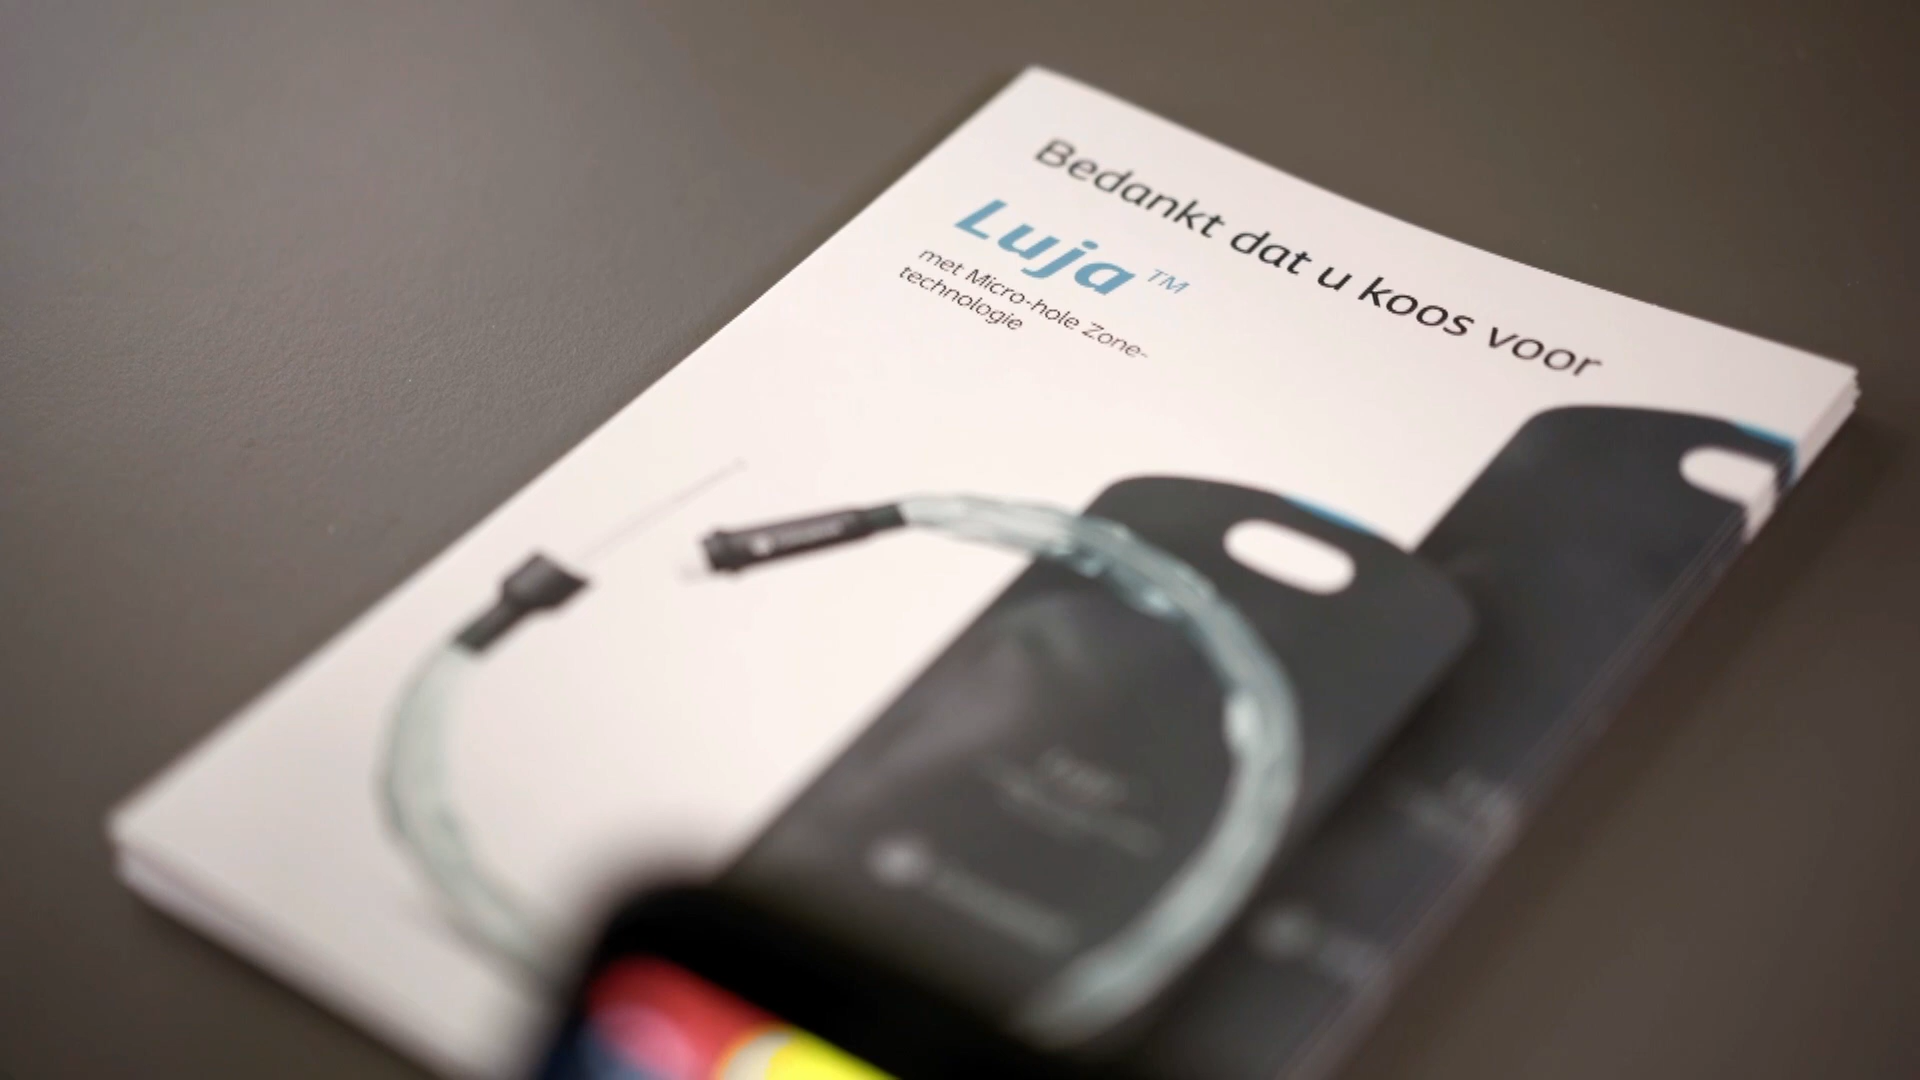 Bedankt dat u koos voor
Luja™
met Micro-hole Zone-
technologie